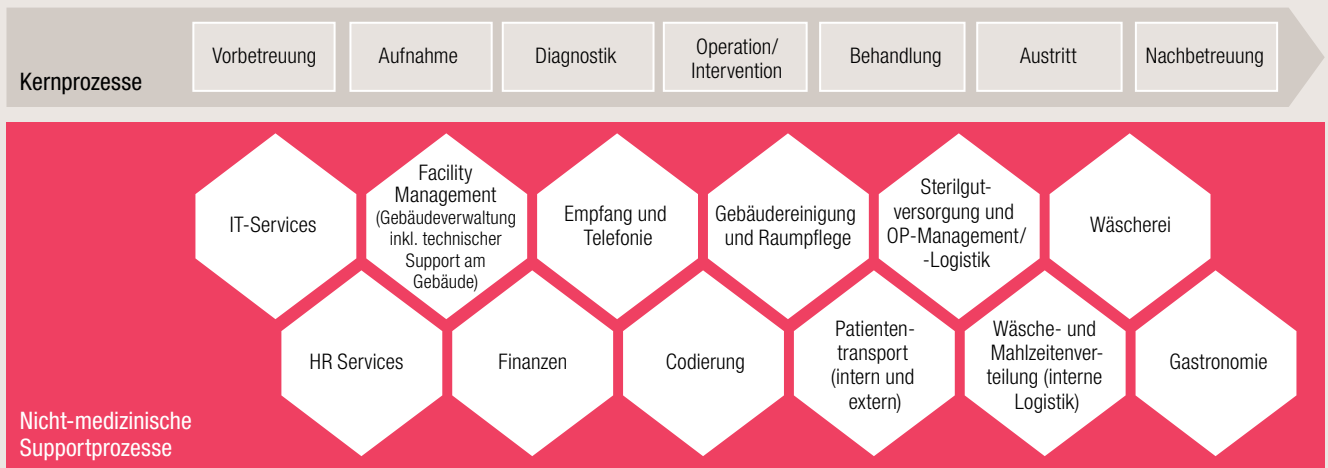 Kernprozesse
Vorbetreuung
Aufnahme
Diagnostik
Operation/
Intervention
Behandlung
Austritt
Nachbetreuung
IT-Services
Facility
Management
(Gebäudeverwaltung
inkl. technischer
Support am
Gebäude)
Empfang und
Telefonie
Gebäudereinigung
und Raumpflege
Sterilgut-
versorgung und
OP-Management/
-Logistik
Wäscherei
HR Services
Finanzen
Codierung
Patienten-
transport
(intern und
extern)
Wäsche- und
Mahlzeitenver-
teilung (interne
Logistik)
Gastronomie
Nicht-medizinische
Supportprozesse